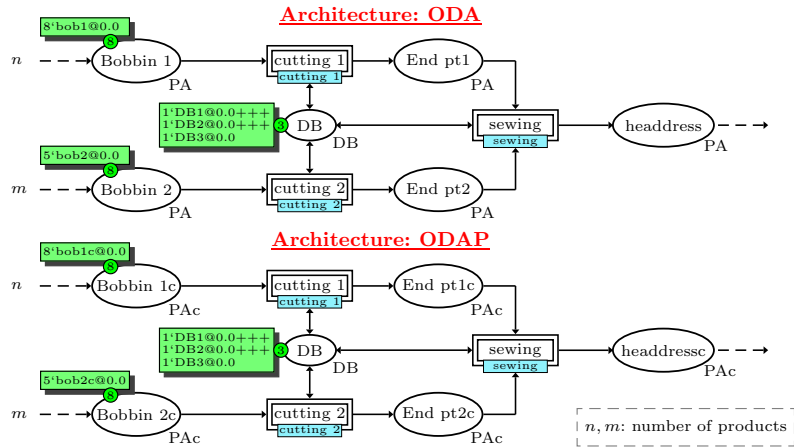 Architecture: ODA
8‘bob1@0.0
8
n
Bobbin 1
PA
cutting 1
cutting 1
End pt1
PA
1‘DB1@0.0+++
1‘DB2@0.0+++
1‘DB3@0.0
3
DB
DB
sewing
sewing
headdress
PA
5‘bob2@0.0
8
m
Bobbin 2
PA
cutting 2
cutting 2
End pt2
PA
Architecture: ODAP
8‘bob1c@0.0
8
n
Bobbin 1c
PAc
cutting 1
cutting 1
End pt1c
PAc
1‘DB1@0.0+++
1‘DB2@0.0+++
1‘DB3@0.0
3
DB
DB
sewing
sewing
headdressc
PAc
5‘bob2c@0.0
8
m
Bobbin 2c
PAc
cutting 2
cutting 2
End pt2c
PAc
n, m: number of products